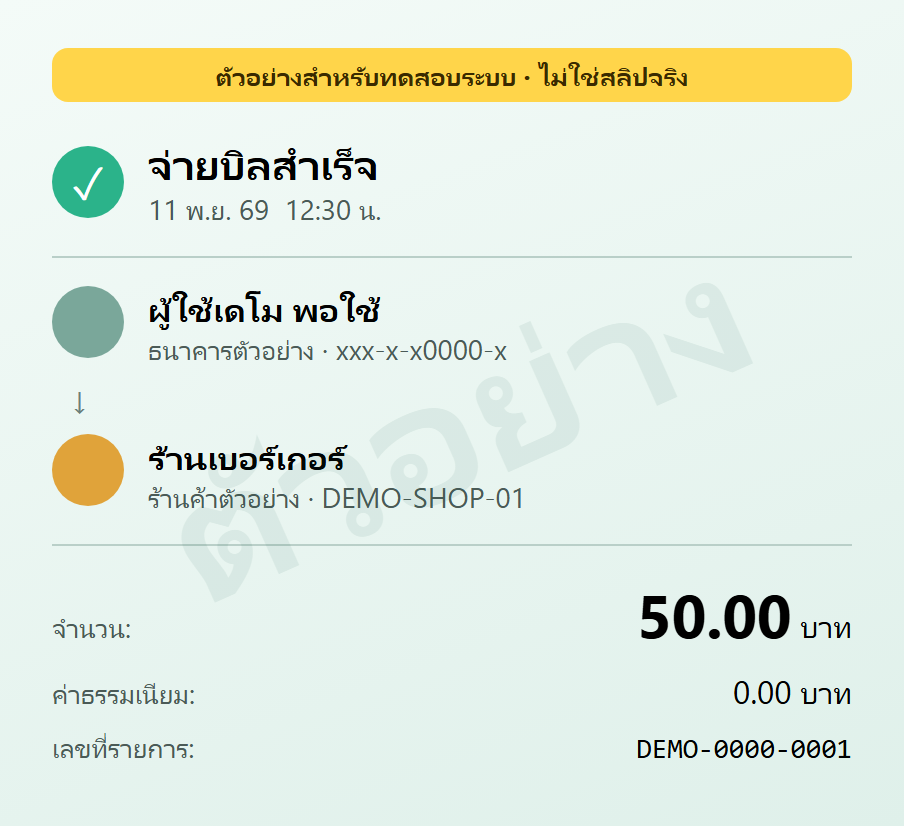 ตัวอย่างสำหรับทดสอบระบบ · ไม่ใช่สลิปจริง
จ่ายบิลสำเร็จ
11 พ.ย. 69 12:30 น.
ผู้ใช้เดโม พอใช้
ธนาคารตัวอย่าง · xxx-x-x0000-x
↓
ร้านเบอร์เกอร์
ร้านค้าตัวอย่าง · DEMO-SHOP-01
ตัวอย่าง
จำนวน: 50.00 บาท
ค่าธรรมเนียม: 0.00 บาท
เลขที่รายการ: DEMO-0000-0001